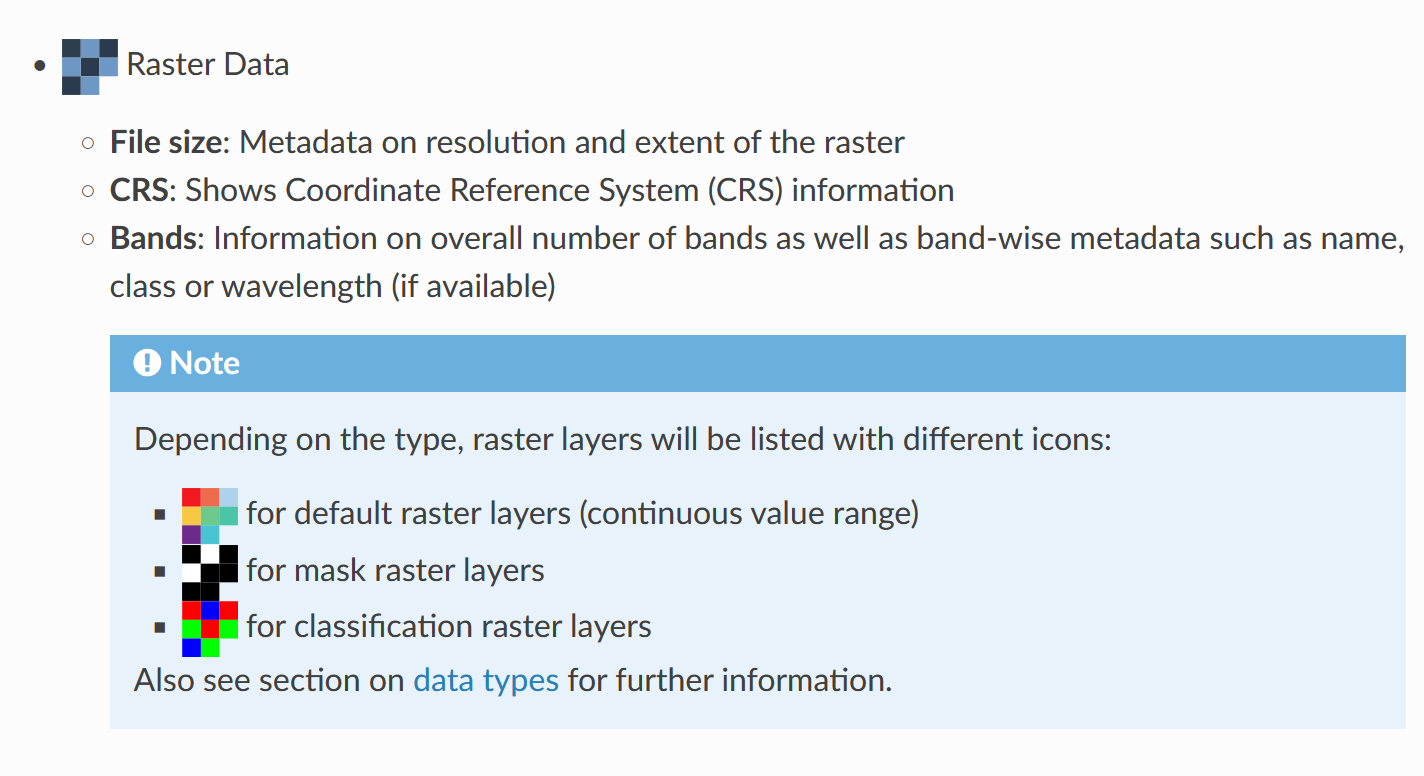 Raster Data
File size: Metadata on resolution and extent of the raster
CRS: Shows Coordinate Reference System (CRS) information
Bands: Information on overall number of bands as well as band-wise metadata such as name,
class or wavelength (if available)
Note
Depending on the type, raster layers will be listed with different icons:
for default raster layers (continuous value range)
for mask raster layers
for classification raster layers
Also see section on data types for further information.